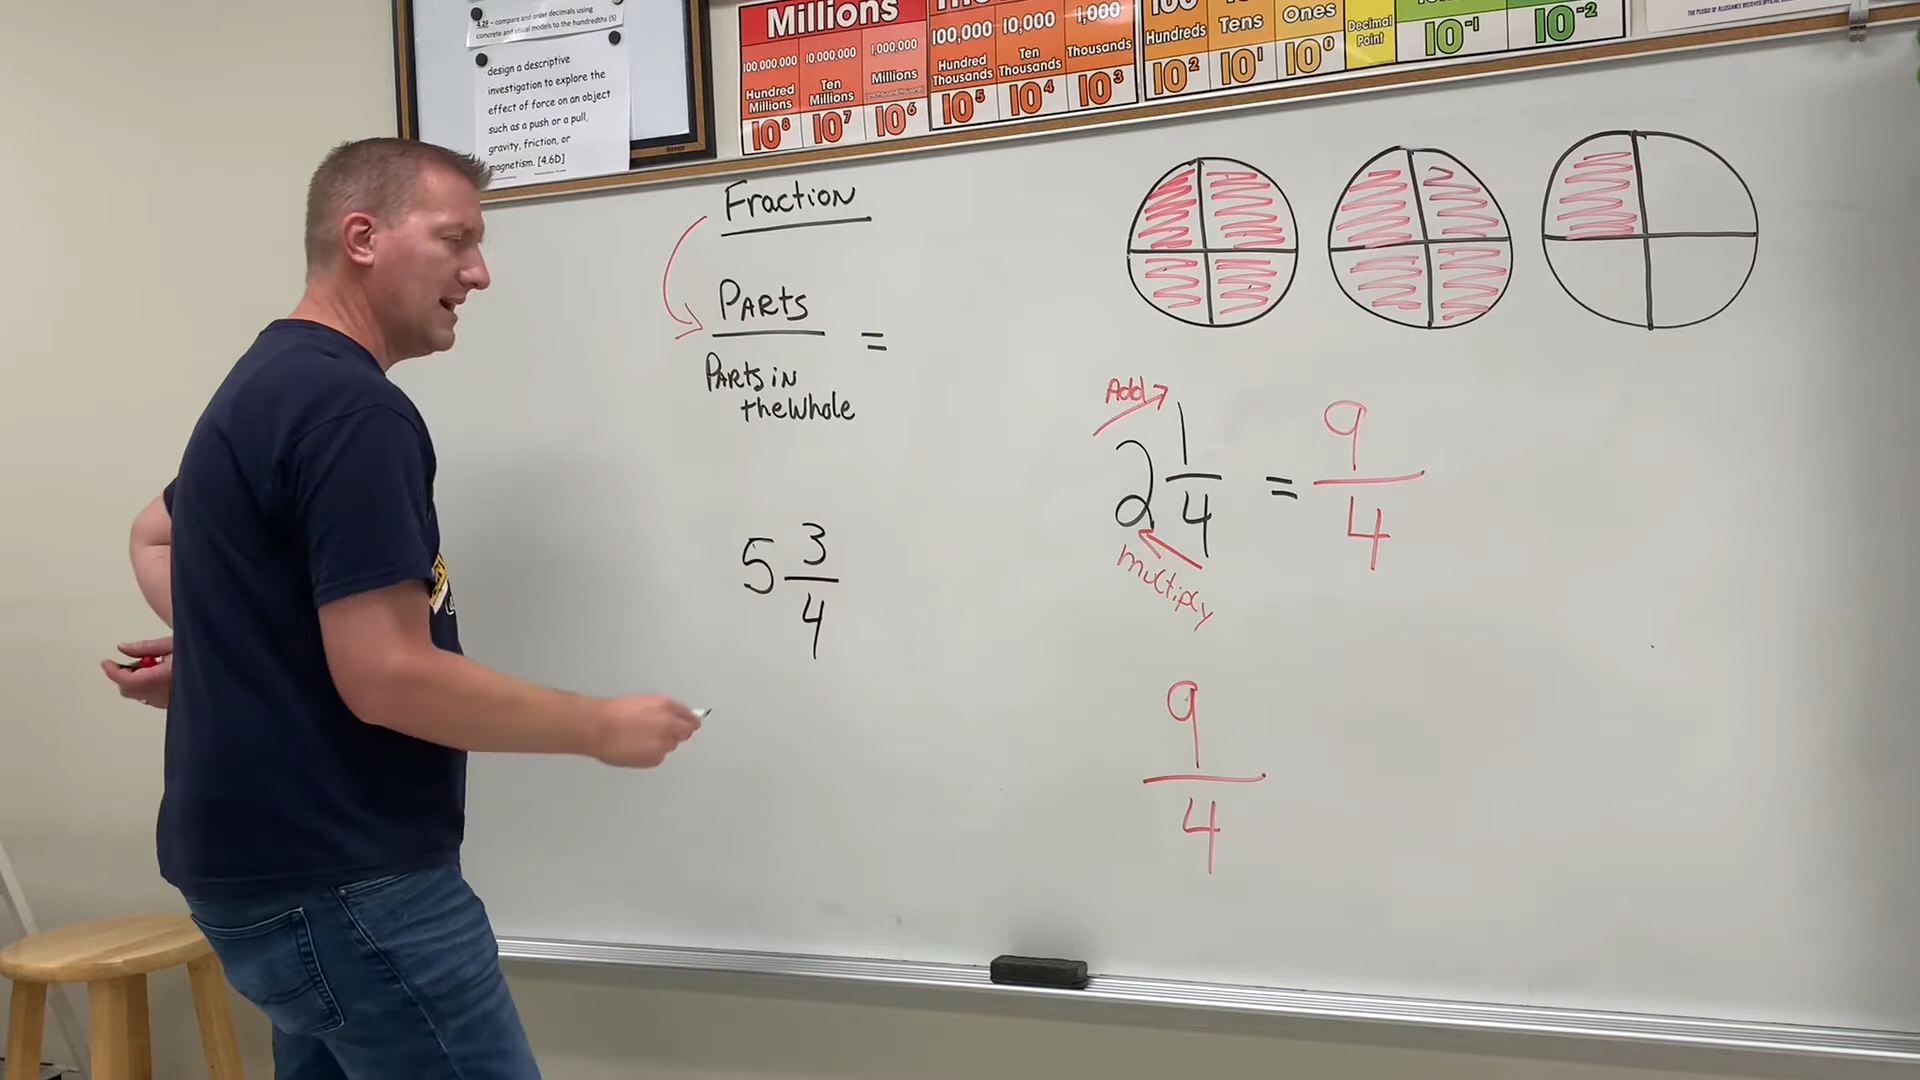 4.2F – compare and order decimals using
concrete and visual models to the hundredths (S)
design a descriptive
investigation to explore the
effect of force on an object
such as a push or a pull,
gravity, friction, or
magnetism. [4.6D]
Millions
100,000,000 10,000,000 1,000,000 100,000 10,000 1,000 100
Hundred Millions Ten Millions Millions Hundred Thousands Ten Thousands Thousands Hundreds Tens Ones Decimal Point
10⁸ 10⁷ 10⁶ 10⁵ 10⁴ 10³ 10² 10¹ 10⁰ 10⁻¹ 10⁻²
Fraction
Parts
=
Parts in
the Whole
5 3/4
Add
2 1/4 = 9/4
multiply
9/4